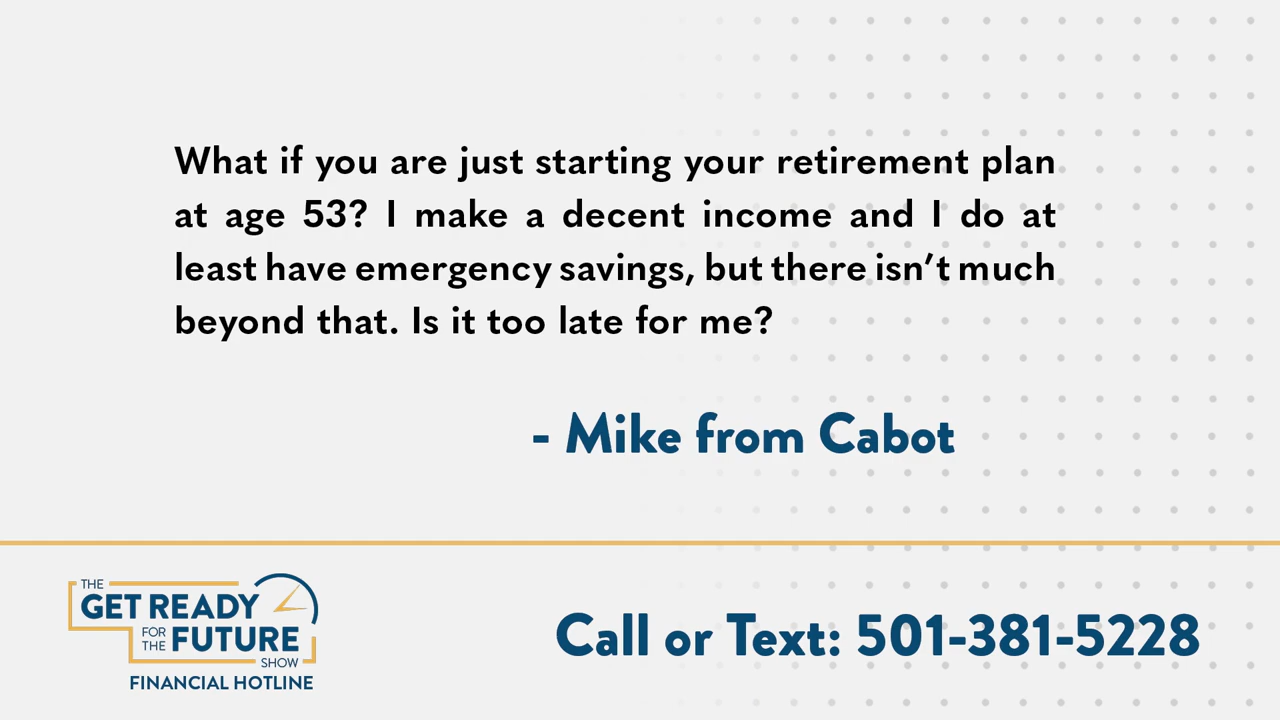 What if you are just starting your retirement plan
at age 53? I make a decent income and I do at
least have emergency savings, but there isn't much
beyond that. Is it too late for me?
- Mike from Cabot
THE
GET READY
FOR
THE FUTURE
SHOW
FINANCIAL HOTLINE
Call or Text: 501-381-5228